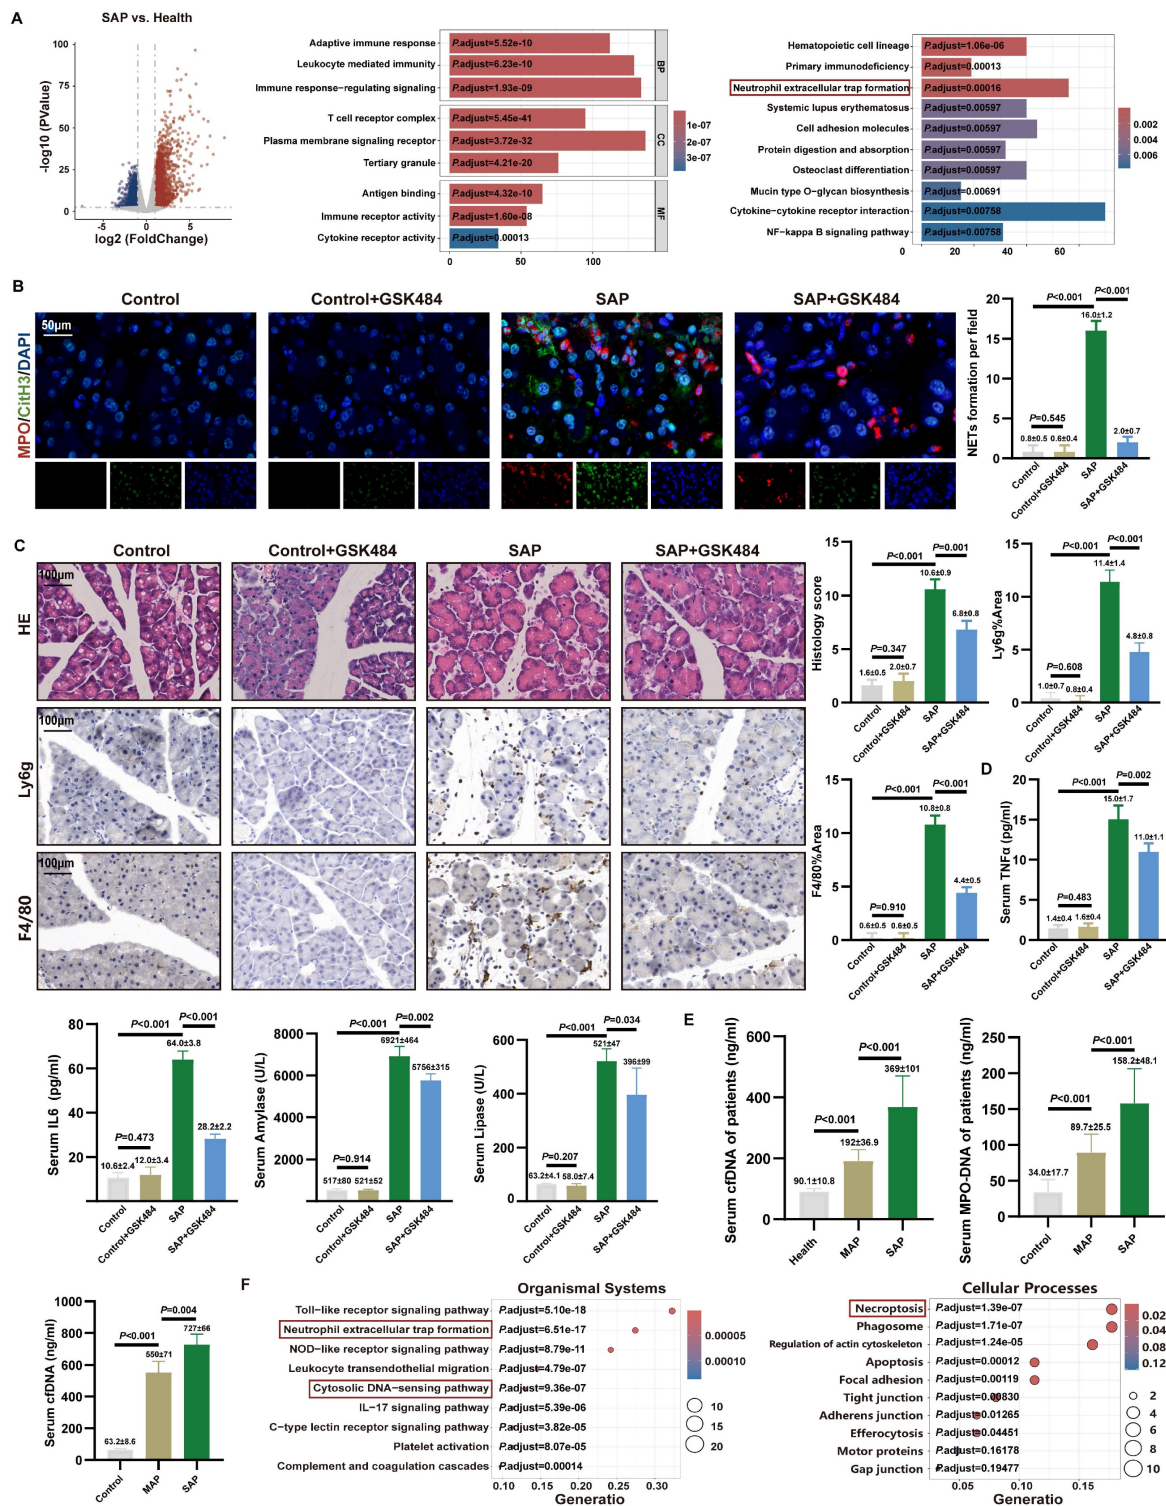 A
SAP vs. Health
-log10 (PValue)
100
75
50
25
0
-5
0
5
log2 (FoldChange)
Adaptive immune response
P.adjust=5.52e-10
Leukocyte mediated immunity
P.adjust=6.23e-10
Immune response-regulating signaling
P.adjust=1.93e-09
BP
T cell receptor complex
P.adjust=5.45e-41
Plasma membrane signaling receptor
P.adjust=3.72e-32
Tertiary granule
P.adjust=4.21e-20
CC
Antigen binding
P.adjust=4.32e-10
Immune receptor activity
P.adjust=1.60e-08
Cytokine receptor activity
P.adjust=0.00013
MF
0
50
100
1e-07
2e-07
3e-07
Hematopoietic cell lineage
P.adjust=1.06e-06
Primary immunodeficiency
P.adjust=0.00013
Neutrophil extracellular trap formation
P.adjust=0.00016
Systemic lupus erythematosus
P.adjust=0.00597
Cell adhesion molecules
P.adjust=0.00597
Protein digestion and absorption
P.adjust=0.00597
Osteoclast differentiation
P.adjust=0.00597
Mucin type O-glycan biosynthesis
P.adjust=0.00691
Cytokine-cytokine receptor interaction
P.adjust=0.00758
NF-kappa B signaling pathway
P.adjust=0.00758
0
20
40
60
0.002
0.004
0.006
B
Control
Control+GSK484
SAP
SAP+GSK484
50μm
MPO/CitH3/DAPI
NETs formation per field
20
15
10
5
0
P<0.001
P<0.001
16.0±1.2
P=0.545
0.8±0.5
0.6±0.4
2.0±0.7
Control
Control+GSK484
SAP
SAP+GSK484
C
Control
Control+GSK484
SAP
SAP+GSK484
HE
100μm
Ly6g
100μm
F4/80
100μm
Histology score
15
10
5
0
P<0.001
P=0.001
10.6±0.9
6.8±0.8
P=0.347
1.6±0.5
2.0±0.7
Control
Control+GSK484
SAP
SAP+GSK484
Ly6g%Area
15
10
5
0
P<0.001
P<0.001
11.4±1.4
4.8±0.8
P=0.608
1.0±0.7
0.8±0.4
Control
Control+GSK484
SAP
SAP+GSK484
F4/80%Area
15
10
5
0
P<0.001
P<0.001
10.8±0.8
4.4±0.5
P=0.910
0.6±0.5
0.6±0.5
Control
Control+GSK484
SAP
SAP+GSK484
D
Serum TNFα (pg/ml)
20
15
10
5
0
P<0.001
P=0.002
15.0±1.7
11.0±1.1
P=0.483
1.4±0.4
1.6±0.4
Control
Control+GSK484
SAP
SAP+GSK484
Serum IL6 (pg/ml)
80
60
40
20
0
P<0.001
P<0.001
64.0±3.8
28.2±2.2
P=0.473
10.6±2.4
12.0±3.4
Control
Control+GSK484
SAP
SAP+GSK484
Serum Amylase (U/L)
8000
6000
4000
2000
P<0.001
P=0.002
6921±464
5756±315
P=0.914
517±80
521±52
Control
Control+GSK484
SAP
SAP+GSK484
Serum Lipase (U/L)
600
400
200
0
P<0.001
P=0.034
521±47
396±99
P=0.207
63.2±4.1
58.0±7.4
Control
Control+GSK484
SAP
SAP+GSK484
E
Serum cfDNA of patients (ng/ml)
600
400
200
0
P<0.001
369±101
P<0.001
192±36.9
90.1±10.8
Health
MAP
SAP
Serum MPO-DNA of patients (ng/ml)
250
200
150
100
50
0
P<0.001
158.2±48.1
P<0.001
89.7±25.5
34.0±17.7
Control
MAP
SAP
Serum cfDNA (ng/ml)
1000
800
600
400
200
0
P=0.004
727±66
P<0.001
550±71
63.2±8.6
Control
MAP
SAP
F
Organismal Systems
Toll-like receptor signaling pathway
P.adjust=5.10e-18
Neutrophil extracellular trap formation
P.adjust=6.51e-17
NOD-like receptor signaling pathway
P.adjust=8.79e-11
Leukocyte transendothelial migration
P.adjust=4.79e-07
Cytosolic DNA-sensing pathway
P.adjust=9.36e-07
IL-17 signaling pathway
P.adjust=5.39e-06
C-type lectin receptor signaling pathway
P.adjust=3.82e-05
Platelet activation
P.adjust=8.07e-05
Complement and coagulation cascades
P.adjust=0.00014
0.10
0.15
0.20
0.25
0.30
Generatio
0.00005
0.00010
10
15
20
Cellular Processes
Necroptosis
P.Adjust=1.39e-07
Phagosome
P.Adjust=1.71e-07
Regulation of actin cytoskeleton
P.Adjust=1.24e-05
Apoptosis
P.Adjust=0.00012
Focal adhesion
P.Adjust=0.00119
Tight junction
P.Adjust=0.00830
Adherens junction
P.Adjust=0.01265
Efferocytosis
P.Adjust=0.04451
Motor proteins
P.Adjust=0.16178
Gap junction
P.Adjust=0.19477
0.05
0.10
0.15
Generatio
0.02
0.04
0.08
0.12
2
4
6
8
10